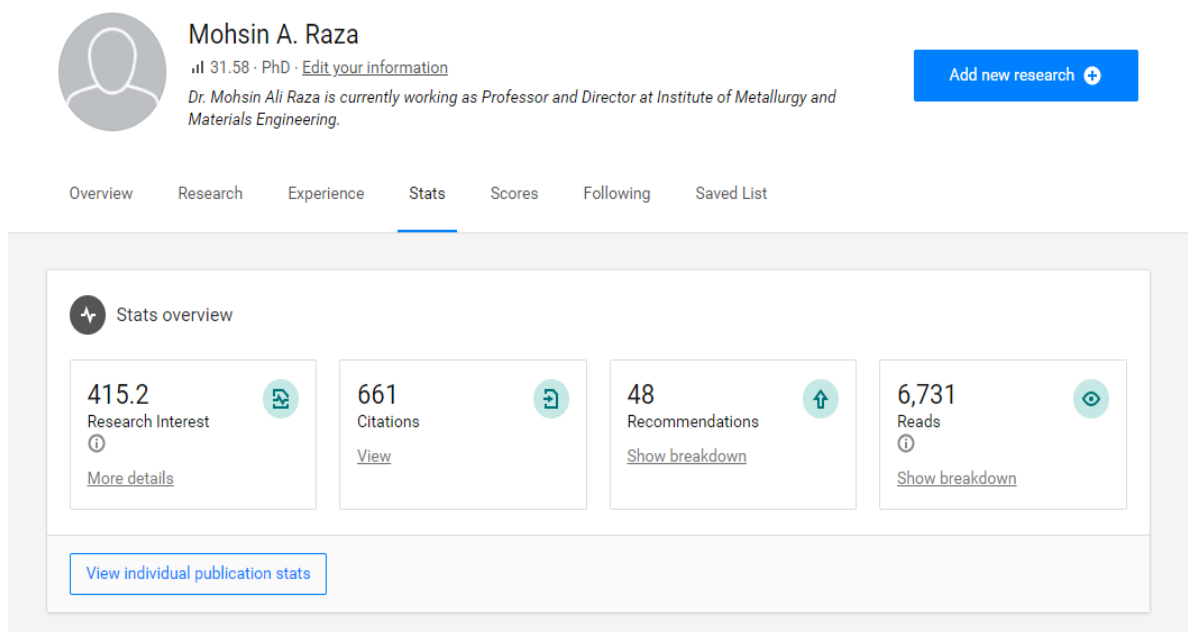 Mohsin A. Raza
31.58 · PhD · Edit your information
Dr. Mohsin Ali Raza is currently working as Professor and Director at Institute of Metallurgy and
Materials Engineering.
Add new research
Overview Research Experience Stats Scores Following Saved List
Stats overview
415.2
Research Interest
More details
661
Citations
View
48
Recommendations
Show breakdown
6,731
Reads
Show breakdown
View individual publication stats